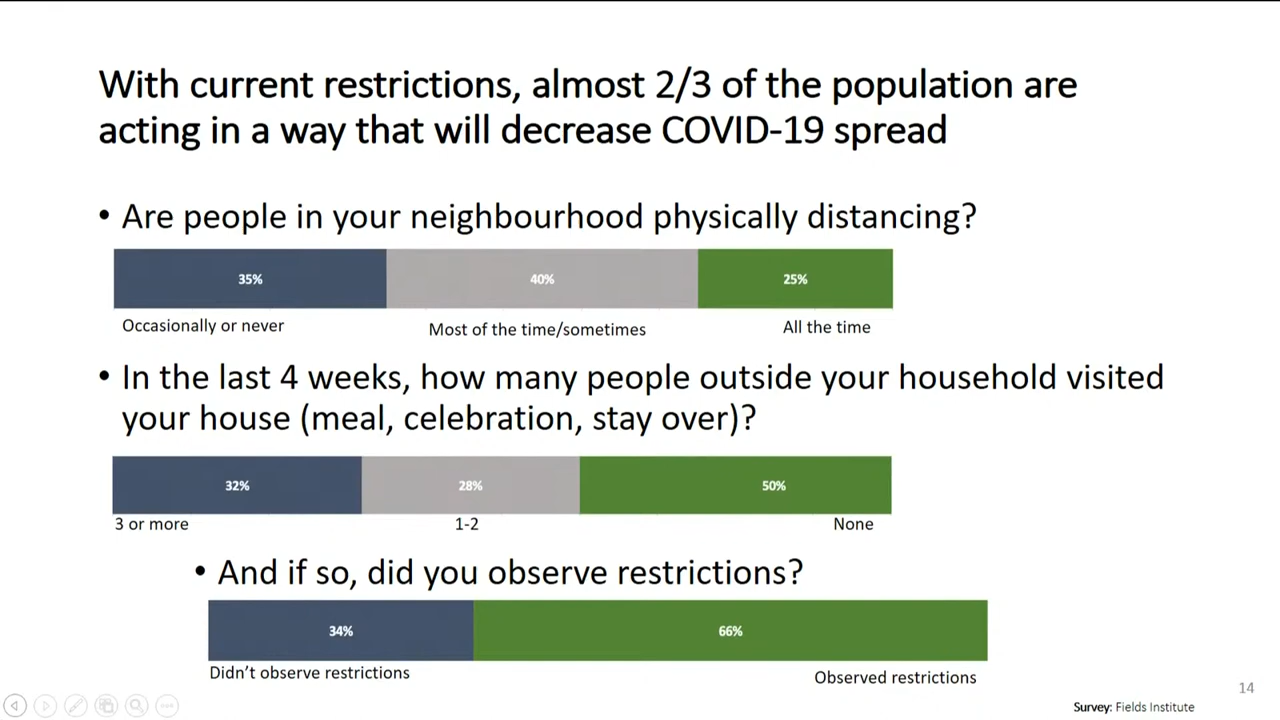 With current restrictions, almost 2/3 of the population are
acting in a way that will decrease COVID-19 spread
• Are people in your neighbourhood physically distancing?
35% 40% 25%
Occasionally or never Most of the time/sometimes All the time
• In the last 4 weeks, how many people outside your household visited
your house (meal, celebration, stay over)?
32% 28% 50%
3 or more 1-2 None
• And if so, did you observe restrictions?
34% 66%
Didn't observe restrictions Observed restrictions
14
Survey: Fields Institute